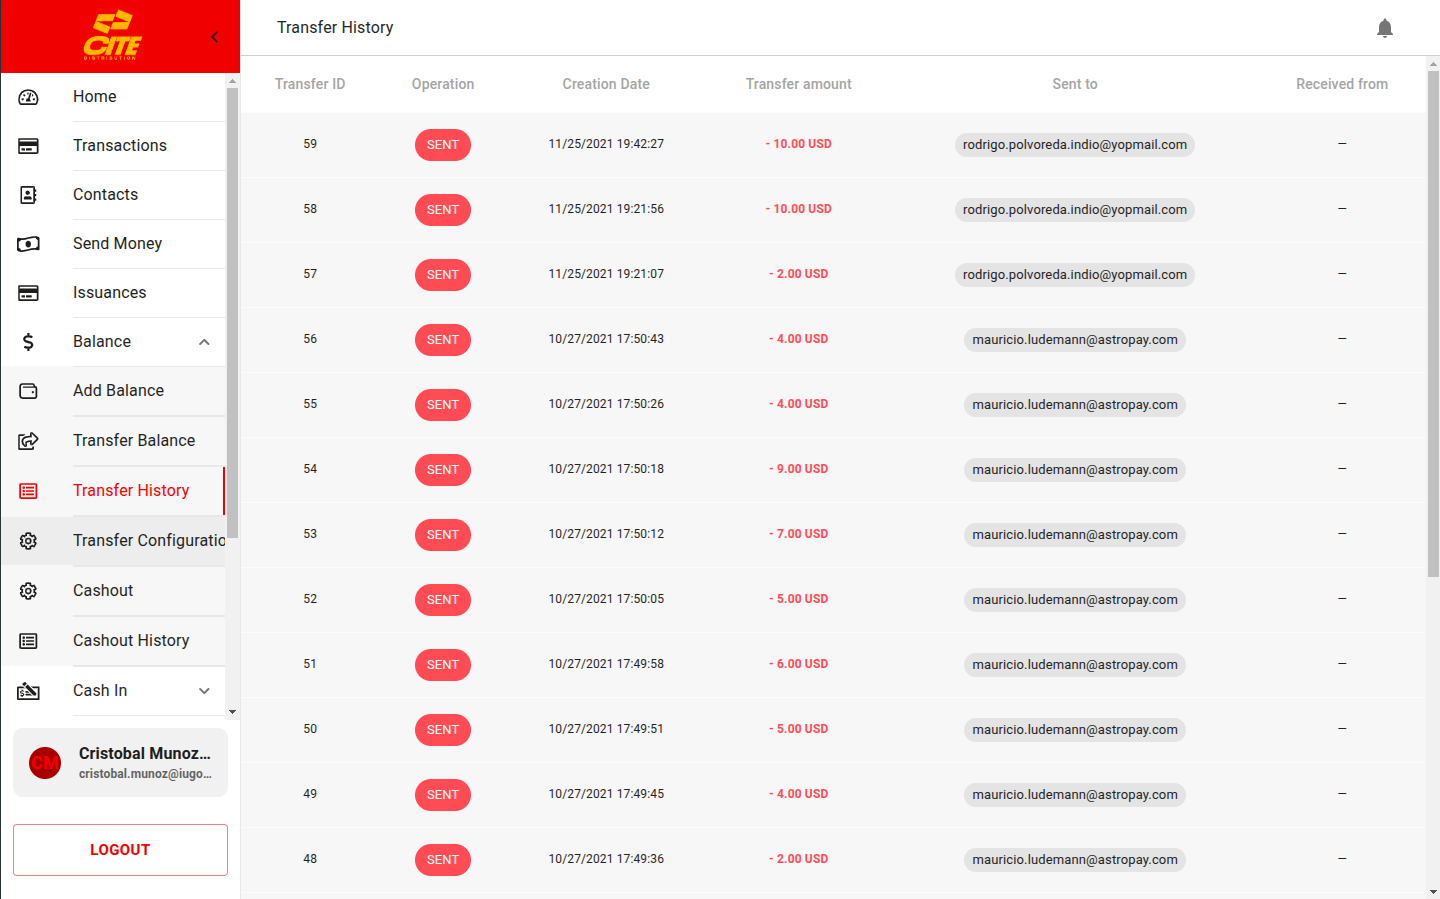 CITE
DISTRIBUTION
Transfer History
Home
Transactions
Contacts
Send Money
Issuances
Balance
Add Balance
Transfer Balance
Transfer History
Transfer Configuratio
Cashout
Cashout History
Cash In
CM
Cristobal Munoz...
cristobal.munoz@iugo...
LOGOUT
Transfer ID Operation Creation Date Transfer amount Sent to Received from
59 SENT 11/25/2021 19:42:27 - 10.00 USD rodrigo.polvoreda.indio@yopmail.com –
58 SENT 11/25/2021 19:21:56 - 10.00 USD rodrigo.polvoreda.indio@yopmail.com –
57 SENT 11/25/2021 19:21:07 - 2.00 USD rodrigo.polvoreda.indio@yopmail.com –
56 SENT 10/27/2021 17:50:43 - 4.00 USD mauricio.ludemann@astropay.com –
55 SENT 10/27/2021 17:50:26 - 4.00 USD mauricio.ludemann@astropay.com –
54 SENT 10/27/2021 17:50:18 - 9.00 USD mauricio.ludemann@astropay.com –
53 SENT 10/27/2021 17:50:12 - 7.00 USD mauricio.ludemann@astropay.com –
52 SENT 10/27/2021 17:50:05 - 5.00 USD mauricio.ludemann@astropay.com –
51 SENT 10/27/2021 17:49:58 - 6.00 USD mauricio.ludemann@astropay.com –
50 SENT 10/27/2021 17:49:51 - 5.00 USD mauricio.ludemann@astropay.com –
49 SENT 10/27/2021 17:49:45 - 4.00 USD mauricio.ludemann@astropay.com –
48 SENT 10/27/2021 17:49:36 - 2.00 USD mauricio.ludemann@astropay.com –